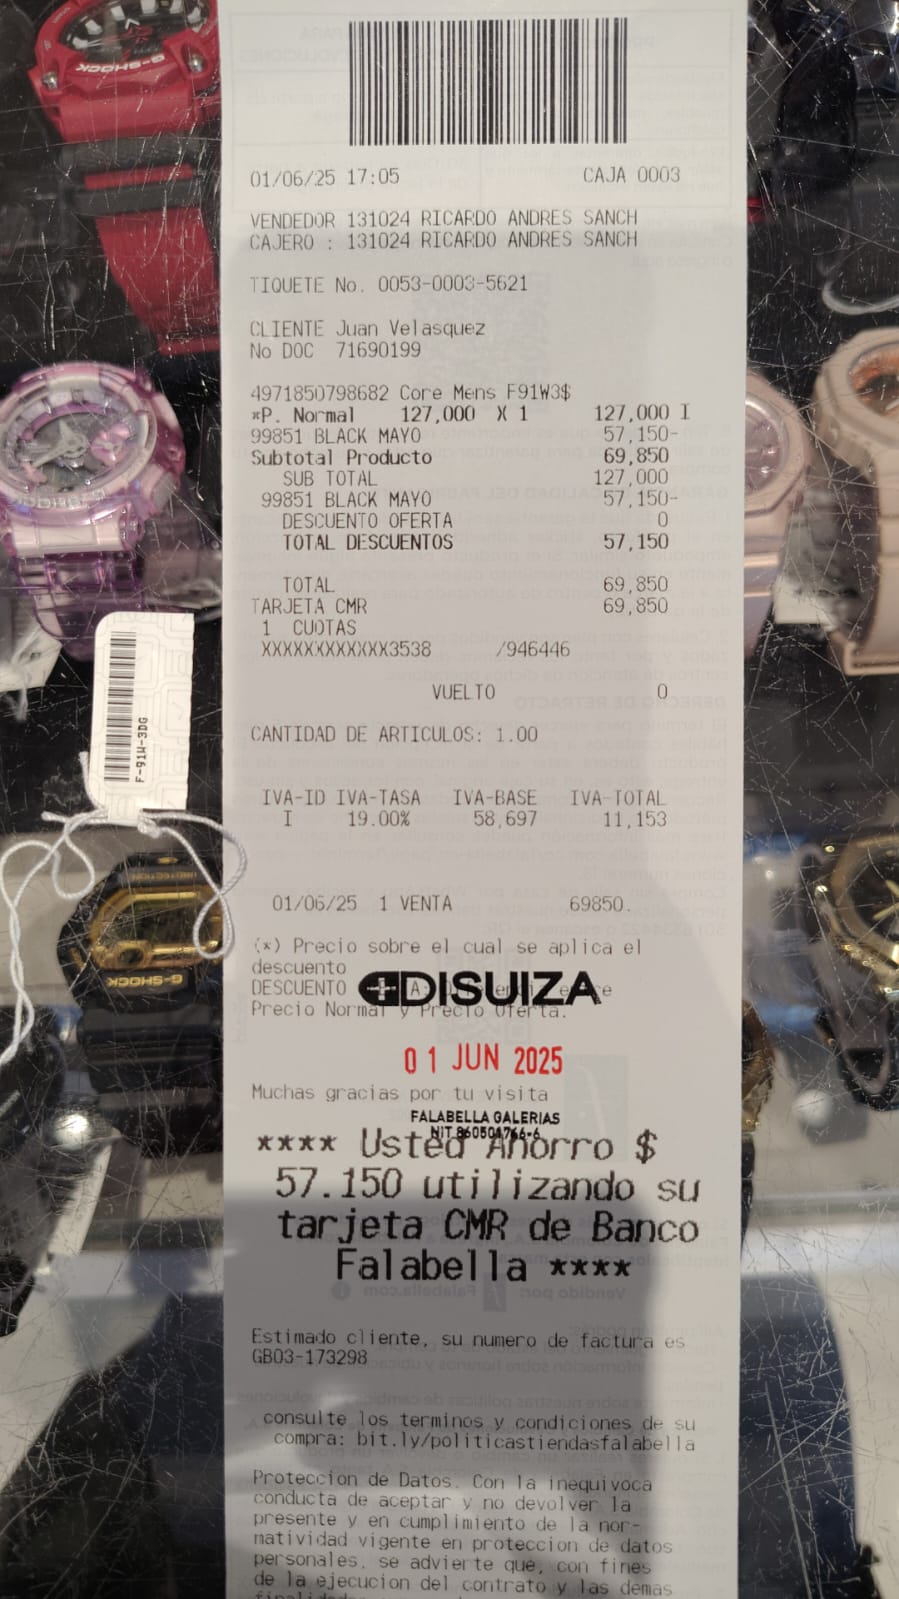 G-SHOCK
01/06/25 17:05 CAJA 0003
VENDEDOR 131024 RICARDO ANDRES SANCH
CAJERO : 131024 RICARDO ANDRES SANCH
TIQUETE No. 0053-0003-5621
CLIENTE Juan Velasquez
No DOC 71690199
4971850798682 Core Mens F91W3$
*P. Normal 127,000 X 1 127,000 I
99851 BLACK MAYO 57,150-
Subtotal Producto 69,850
SUB TOTAL 127,000
99851 BLACK MAYO 57,150-
DESCUENTO OFERTA 0
TOTAL DESCUENTOS 57,150
TOTAL 69,850
TARJETA CMR 69,850
1 CUOTAS
XXXXXXXXXXXX3538 /946446
VUELTO 0
CANTIDAD DE ARTICULOS: 1.00
IVA-ID IVA-TASA IVA-BASE IVA-TOTAL
I 19.00% 58,697 11,153
01/06/25 1 VENTA 69850.
(*) Precio sobre el cual se aplica el
descuento
DESCUENTO
DISUIZA
Precio Normal y Precio Oferta.
01 JUN 2025
Muchas gracias por tu visita
FALABELLA GALERIAS
NIT.
**** Usted Ahorro $
57.150 utilizando su
tarjeta CMR de Banco
Falabella ****
Estimado cliente, su numero de factura es
GB03-173298
consulte los terminos y condiciones de su
compra: bit.ly/politicastiendasfalabella
Proteccion de Datos. Con la inequivoca
conducta de aceptar y no devolver la
presente y en cumplimiento de la nor-
matividad vigente en proteccion de datos
personales, se advierte que, con fines
de la ejecucion del contrato y las demas
F-91W-3DG
G-SHOCK
G-SHOCK